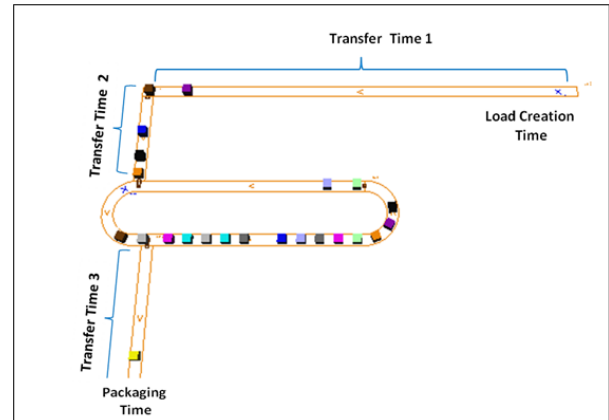 Transfer Time 1
Transfer Time 2
Load Creation
Time
Transfer Time 3
Packaging
Time